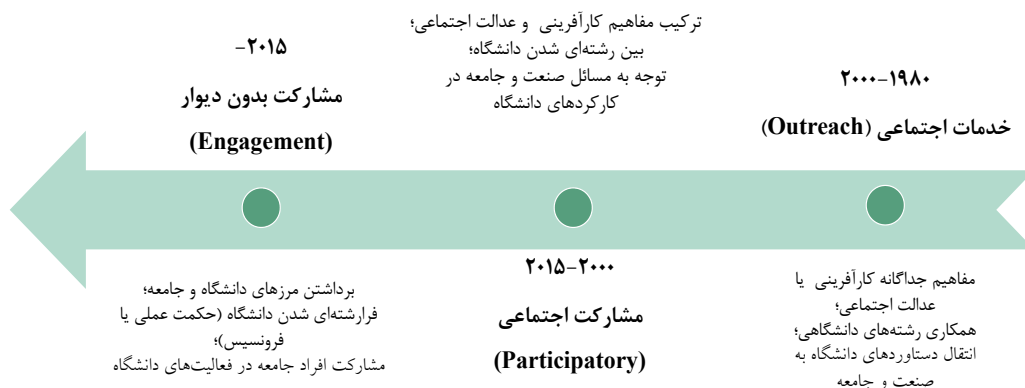 ۱۹۸۰-۲۰۰۰
خدمات اجتماعی (Outreach)
مفاهیم جداگانه کارآفرینی یا
عدالت اجتماعی؛
همکاری رشته‌های دانشگاهی؛
انتقال دستاوردهای دانشگاه به
صنعت و جامعه
ترکیب مفاهیم کارآفرینی و عدالت اجتماعی؛
بین رشته‌ای شدن دانشگاه؛
توجه به مسائل صنعت و جامعه در
کارکردهای دانشگاه
۲۰۰۰-۲۰۱۵
مشارکت اجتماعی
(Participatory)
۲۰۱۵-
مشارکت بدون دیوار
(Engagement)
برداشتن مرزهای دانشگاه و جامعه؛
فرارشته‌ای شدن دانشگاه (حکمت عملی یا
فرونسیس)؛
مشارکت افراد جامعه در فعالیت‌های دانشگاه